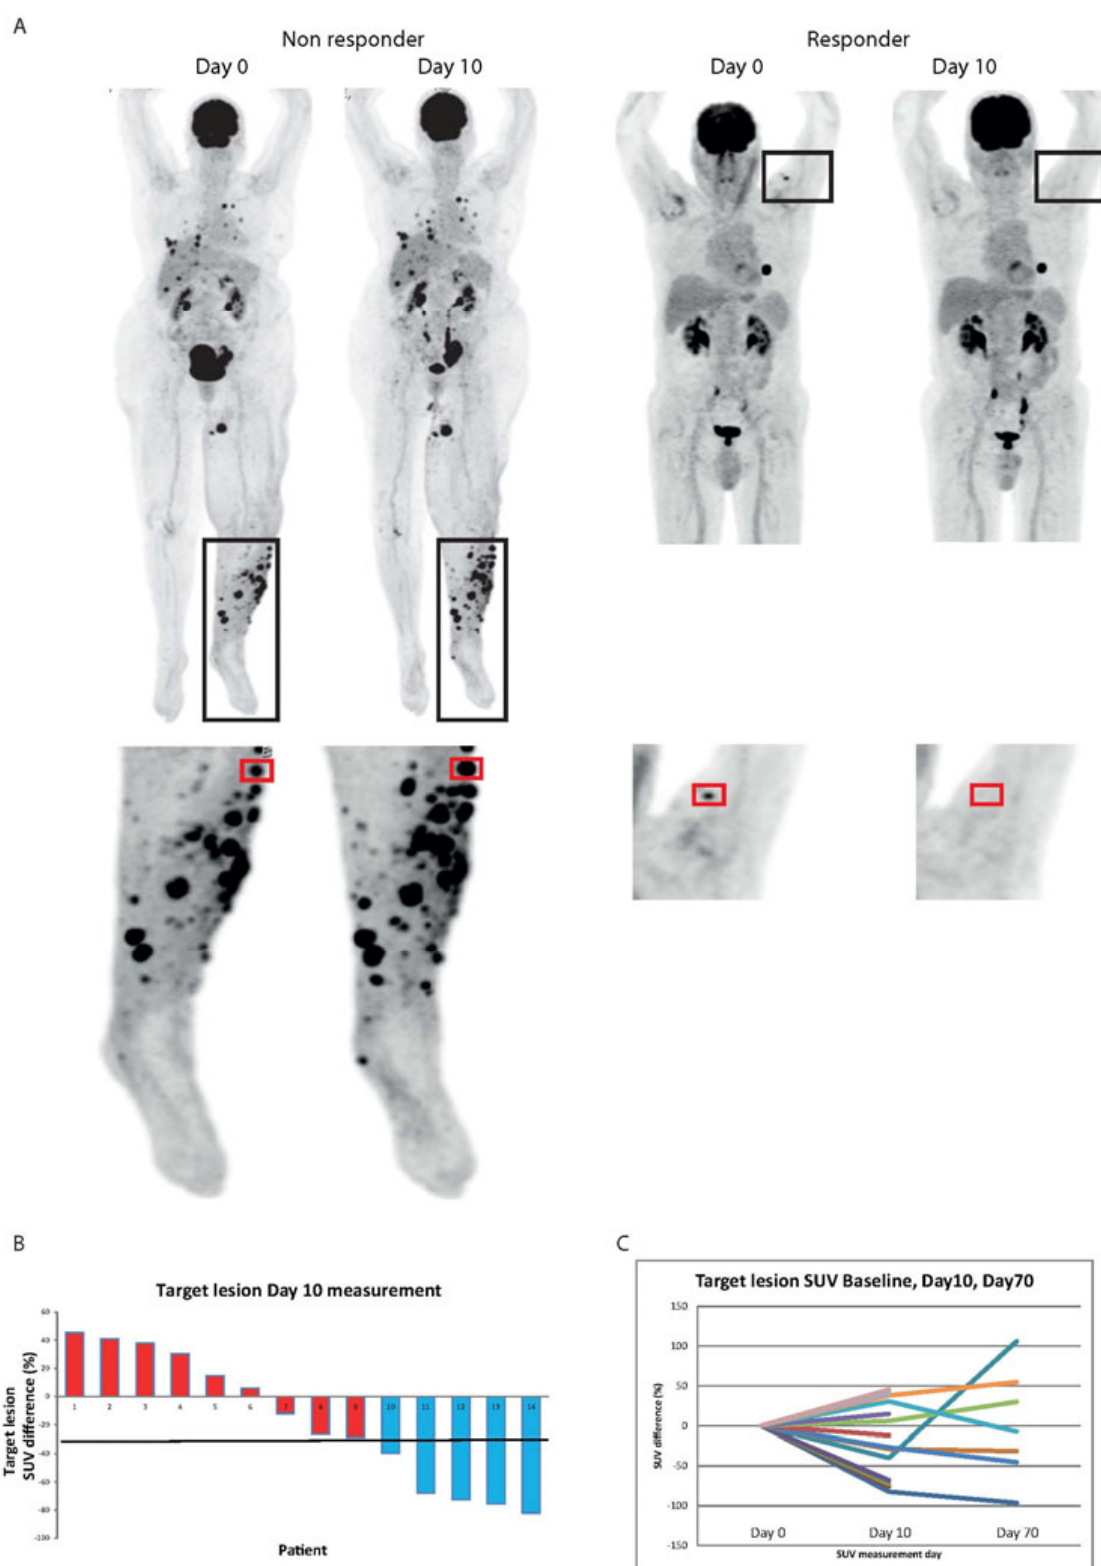 A
Non responder
Responder
Day 0
Day 10
Day 0
Day 10
B
C
Target lesion Day 10 measurement
Target lesion
SUV difference (%)
60
40
20
0
-20
-40
-60
-80
-100
1 2 3 4 5 6 7 8 9 10 11 12 13 14
Patient
Target lesion SUV Baseline, Day10, Day70
SUV difference (%)
150
100
50
0
-50
-100
-150
Day 0 Day 10 Day 70
SUV measurement day